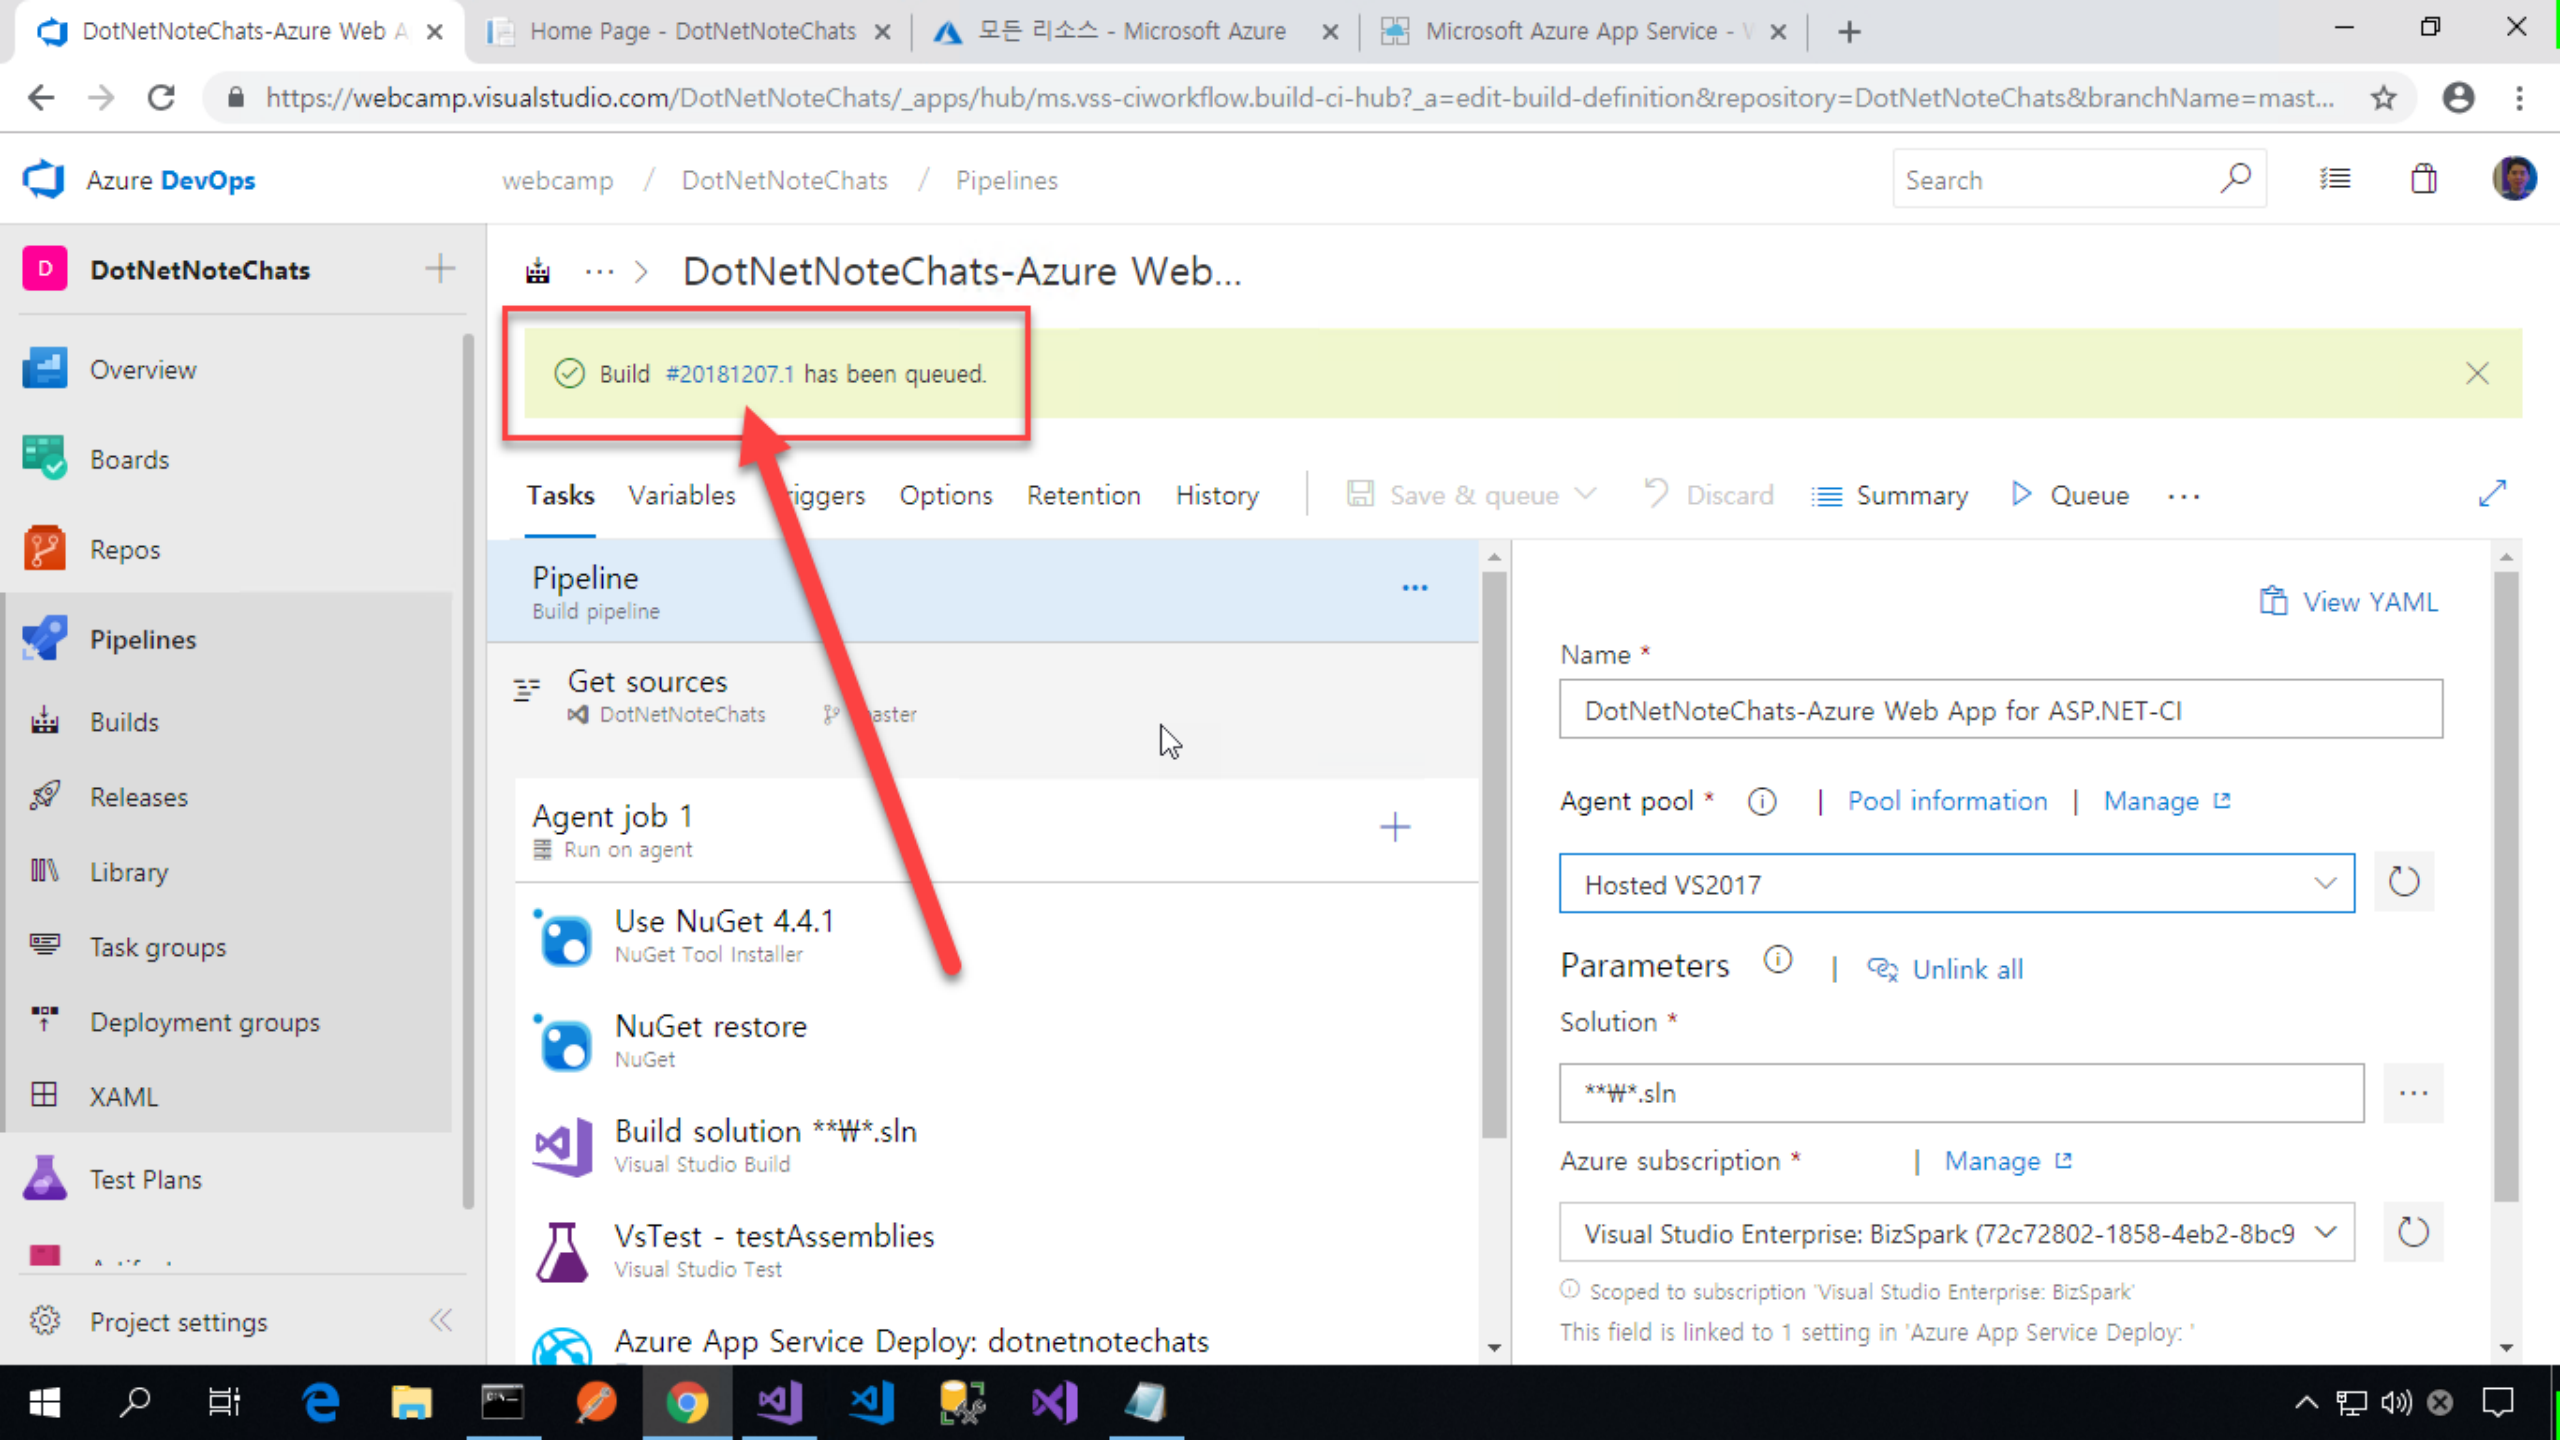 DotNetNoteChats-Azure Web A
Home Page - DotNetNoteChats
모든 리소스 - Microsoft Azure
Microsoft Azure App Service -
https://webcamp.visualstudio.com/DotNetNoteChats/_apps/hub/ms.vss-ciworkflow.build-ci-hub?_a=edit-build-definition&repository=DotNetNoteChats&branchName=mast...
Azure DevOps
webcamp / DotNetNoteChats / Pipelines
Search
D DotNetNoteChats
DotNetNoteChats-Azure Web...
Overview
Boards
Repos
Pipelines
Builds
Releases
Library
Task groups
Deployment groups
XAML
Test Plans
Project settings
Build #20181207.1 has been queued.
Tasks Variables riggers Options Retention History Save & queue Discard Summary Queue
Pipeline
Build pipeline
Get sources
DotNetNoteChats aster
Agent job 1
Run on agent
Use NuGet 4.4.1
NuGet Tool Installer
NuGet restore
NuGet
Build solution **₩*.sln
Visual Studio Build
VsTest - testAssemblies
Visual Studio Test
Azure App Service Deploy: dotnetnotechats
View YAML
Name *
DotNetNoteChats-Azure Web App for ASP.NET-CI
Agent pool * | Pool information | Manage
Hosted VS2017
Parameters | Unlink all
Solution *
**₩*.sln
Azure subscription * | Manage
Visual Studio Enterprise: BizSpark (72c72802-1858-4eb2-8bc9
Scoped to subscription 'Visual Studio Enterprise: BizSpark'
This field is linked to 1 setting in 'Azure App Service Deploy: '